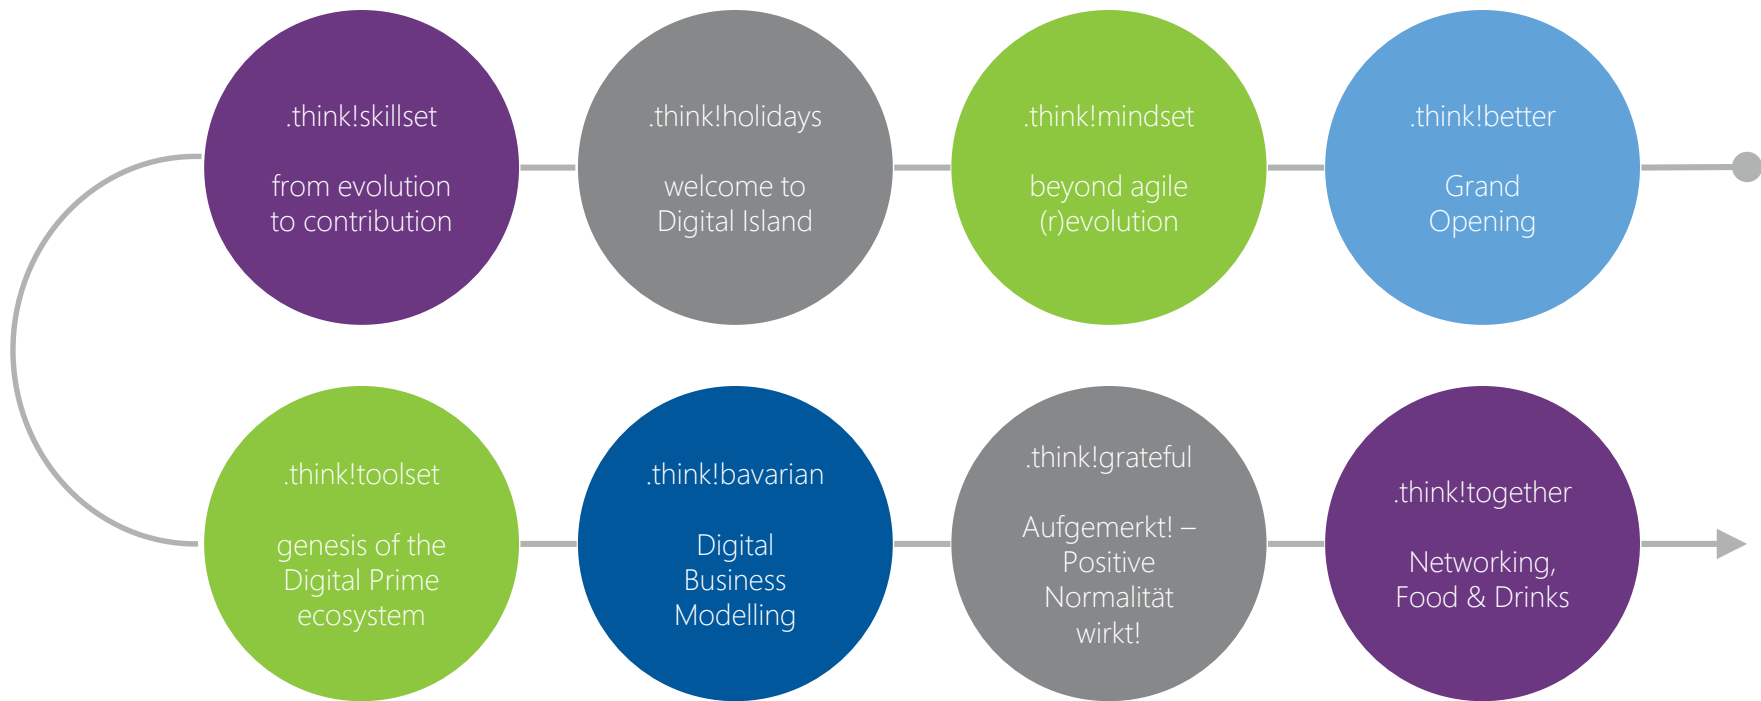 .think!skillset
from evolution
to contribution
.think!holidays
welcome to
Digital Island
.think!mindset
beyond agile
(r)evolution
.think!better
Grand
Opening
.think!toolset
genesis of the
Digital Prime
ecosystem
.think!bavarian
Digital
Business
Modelling
.think!grateful
Aufgemerkt! –
Positive
Normalität
wirkt!
.think!together
Networking,
Food & Drinks